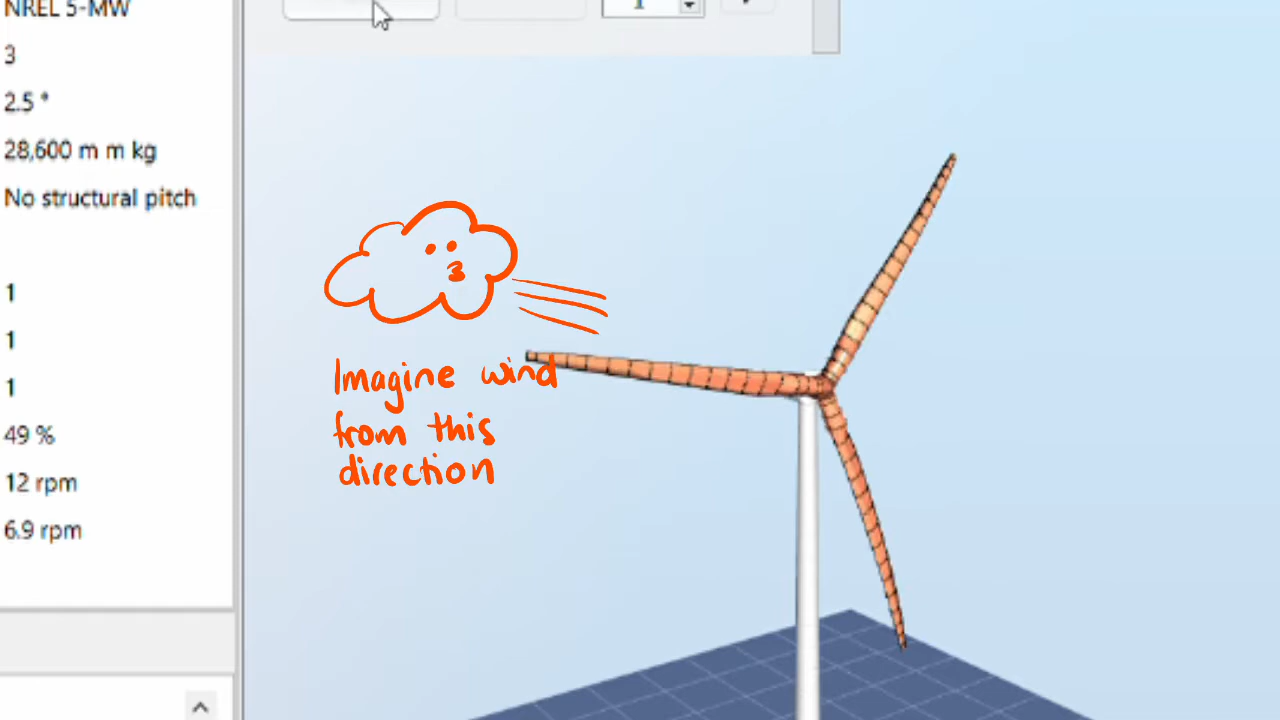 NREL 5-MW
3
2.5 °
28,600 m m kg
No structural pitch
1
1
1
49 %
12 rpm
6.9 rpm
1
Imagine wind
from this
direction